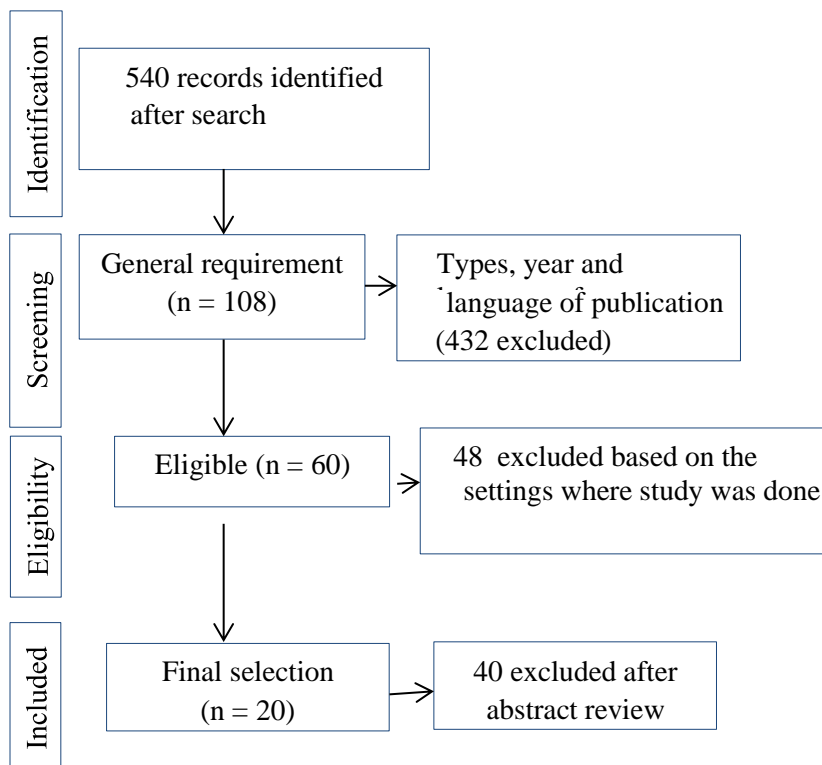 Identification
540 records identified
after search
Screening
General requirement
(n = 108)
Types, year and
language of publication
(432 excluded)
Eligibility
Eligible (n = 60)
48 excluded based on the
settings where study was done
Included
Final selection
(n = 20)
40 excluded after
abstract review